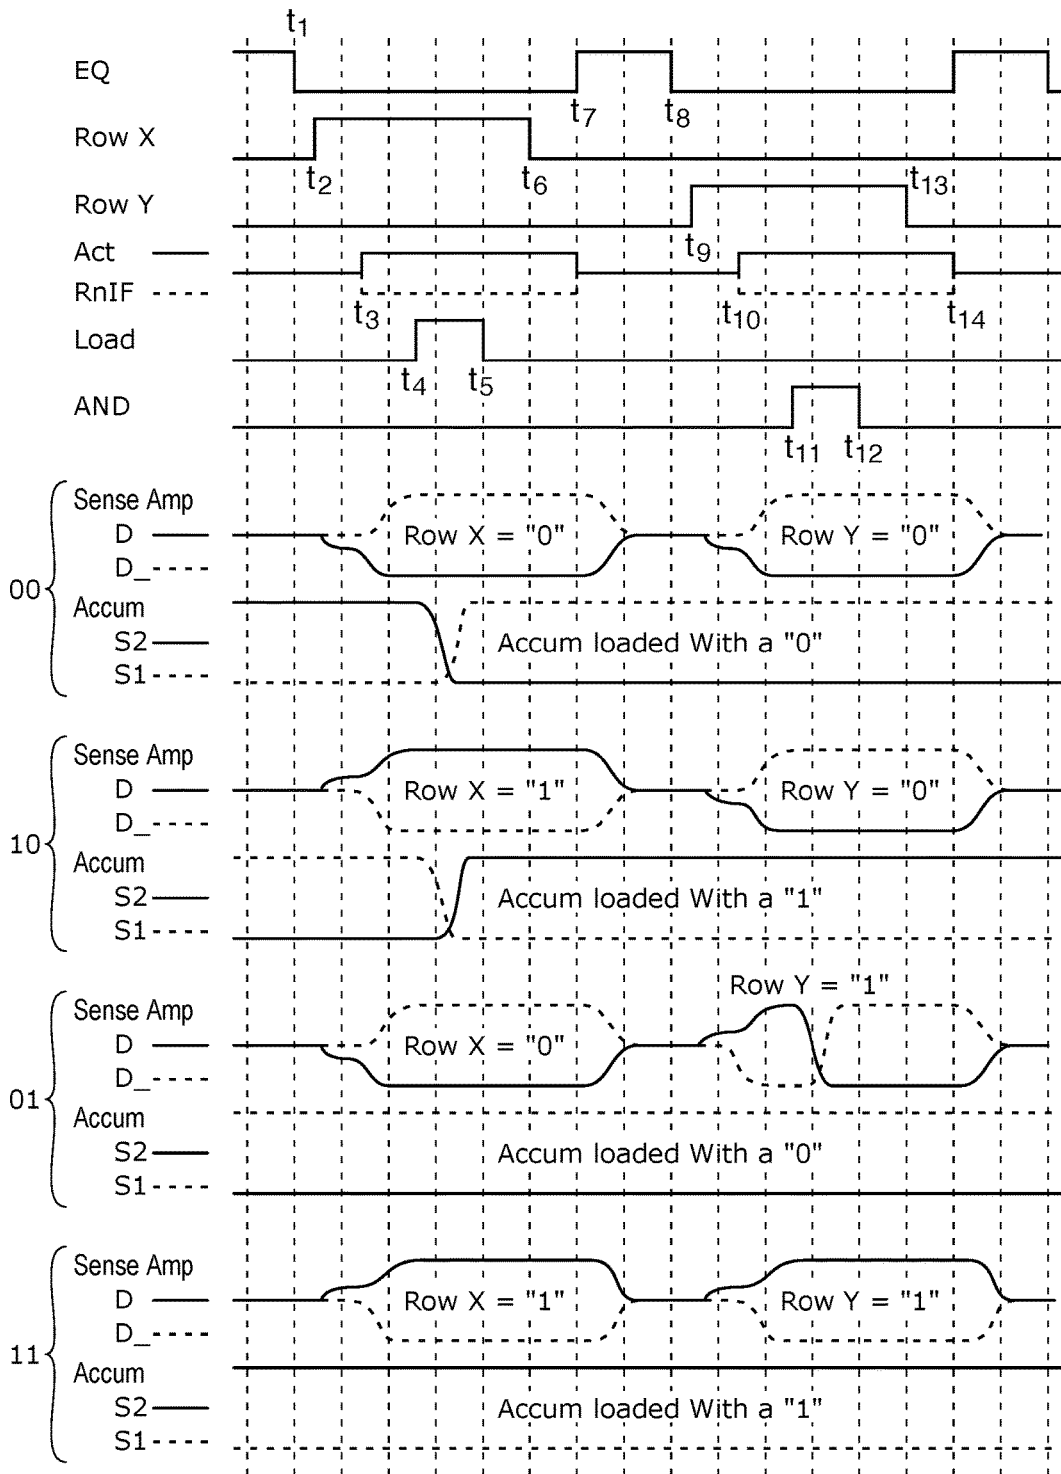 t1
EQ
t7 t8
Row X
t2 t6 t13
Row Y
t9
Act
RnIF
t3 t10 t14
Load
t4 t5
AND
t11 t12
00
Sense Amp
D
D_
Row X = "0" Row Y = "0"
Accum
S2
S1
Accum loaded With a "0"
10
Sense Amp
D
D_
Row X = "1" Row Y = "0"
Accum
S2
S1
Accum loaded With a "1"
01
Sense Amp
D
D_
Row X = "0" Row Y = "1"
Accum
S2
S1
Accum loaded With a "0"
11
Sense Amp
D
D_
Row X = "1" Row Y = "1"
Accum
S2
S1
Accum loaded With a "1"